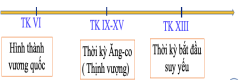 TK VI
TK IX-XV
TK XIII
Hình thành
vương quốc
Thời kỳ Ăng-co
( Thịnh vượng)
Thời kỳ bắt đầu
suy yếu